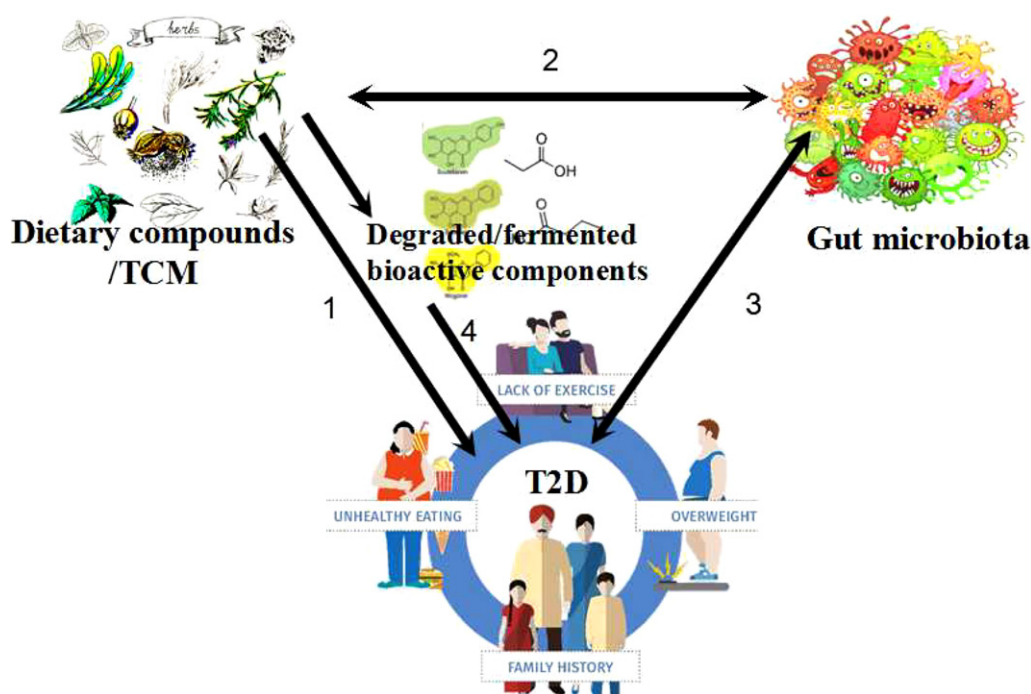 herbs
2
OH
Dietary compounds
/TCM
Degraded/fermented
bioactive components
Gut microbiota
1
4
3
LACK OF EXERCISE
T2D
UNHEALTHY EATING
OVERWEIGHT
FAMILY HISTORY